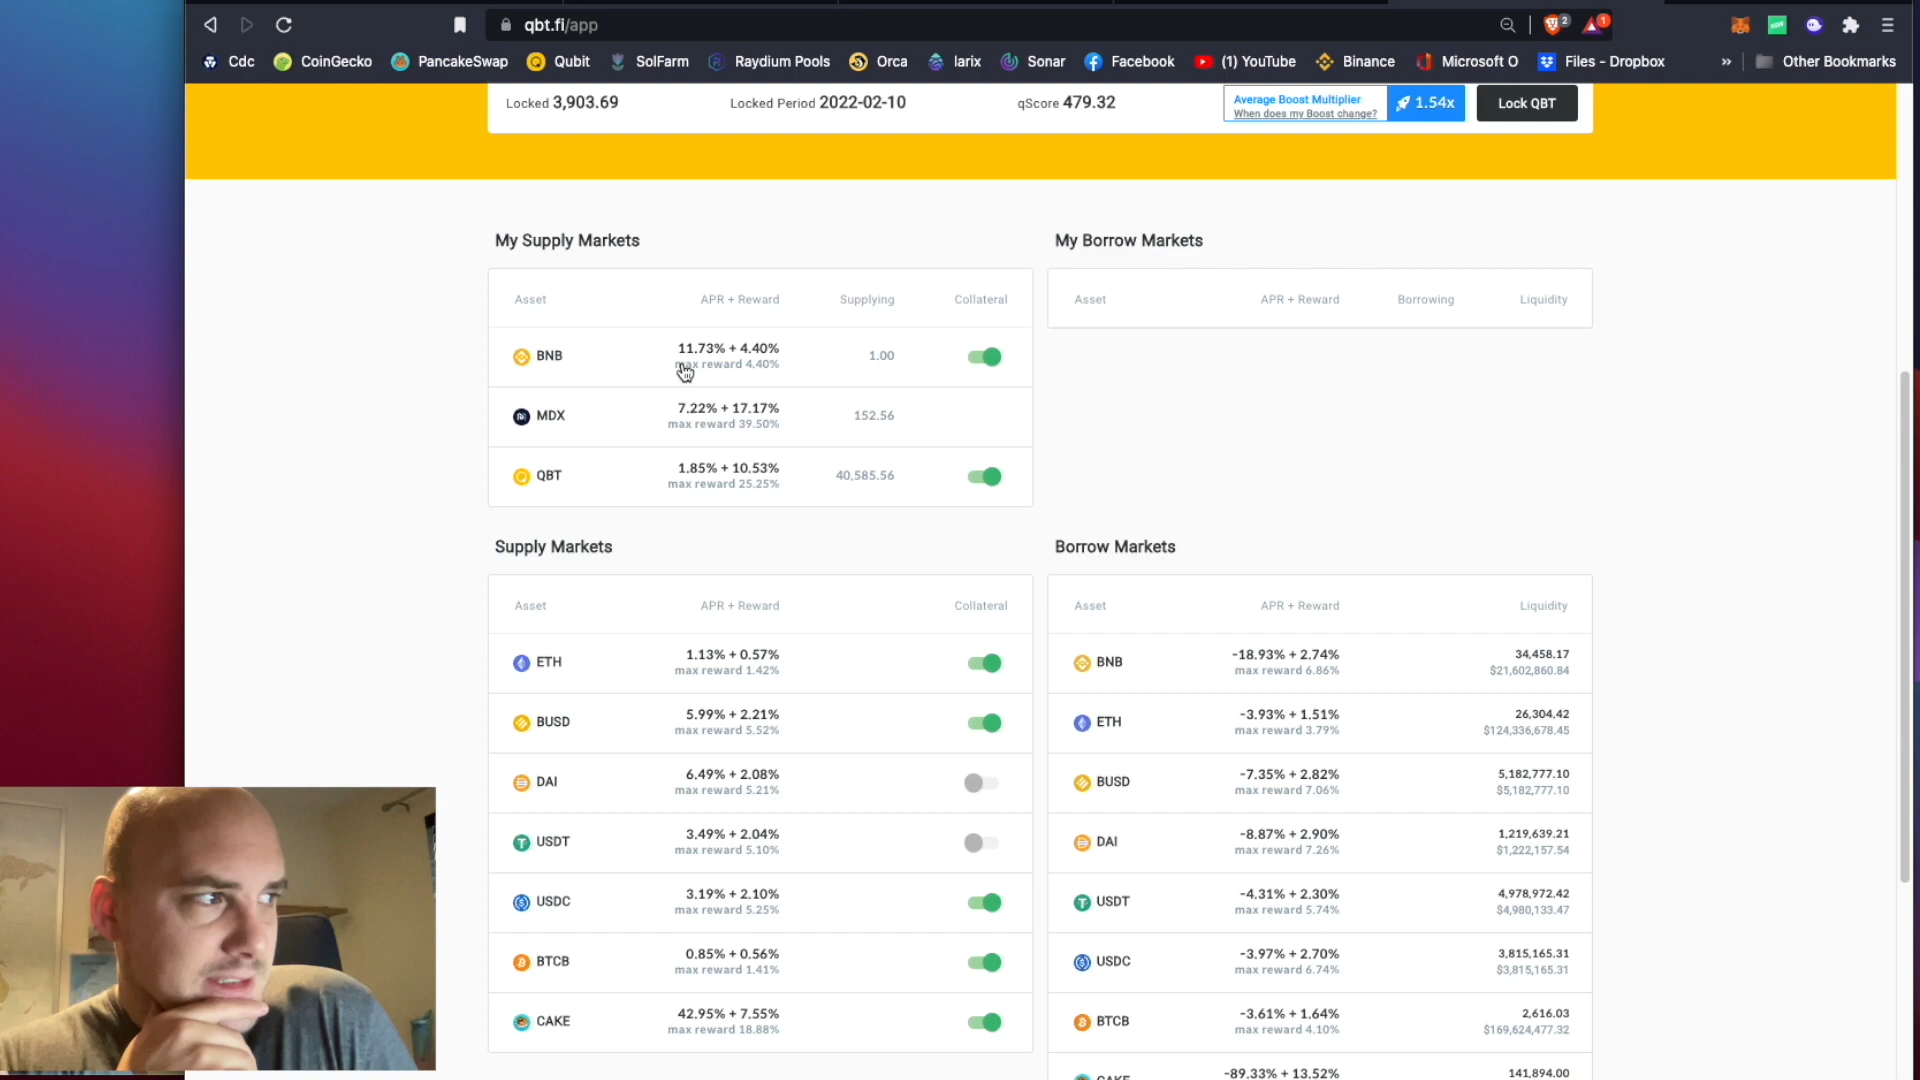 qbt.fi/app
2
1
Cdc
CoinGecko
PancakeSwap
Qubit
SolFarm
Raydium Pools
Orca
larix
Sonar
Facebook
(1) YouTube
Binance
Microsoft O
Files - Dropbox
»
Other Bookmarks
Locked 3,903.69
Locked Period 2022-02-10
qScore 479.32
Average Boost Multiplier
When does my Boost change?
1.54x
Lock QBT
My Supply Markets
Asset APR + Reward Supplying Collateral
BNB 11.73% + 4.40% 1.00
max reward 4.40%
MDX 7.22% + 17.17% 152.56
max reward 39.50%
QBT 1.85% + 10.53% 40,585.56
max reward 25.25%
My Borrow Markets
Asset APR + Reward Borrowing Liquidity
Supply Markets
Asset APR + Reward Collateral
ETH 1.13% + 0.57%
max reward 1.42%
BUSD 5.99% + 2.21%
max reward 5.52%
DAI 6.49% + 2.08%
max reward 5.21%
USDT 3.49% + 2.04%
max reward 5.10%
USDC 3.19% + 2.10%
max reward 5.25%
BTCB 0.85% + 0.56%
max reward 1.41%
CAKE 42.95% + 7.55%
max reward 18.88%
Borrow Markets
Asset APR + Reward Liquidity
BNB -18.93% + 2.74% 34,458.17
max reward 6.86% $21,602,860.84
ETH -3.93% + 1.51% 26,304.42
max reward 3.79% $124,336,678.45
BUSD -7.35% + 2.82% 5,182,777.10
max reward 7.06% $5,182,777.10
DAI -8.87% + 2.90% 1,219,639.21
max reward 7.26% $1,222,157.54
USDT -4.31% + 2.30% 4,978,972.42
max reward 5.74% $4,980,133.47
USDC -3.97% + 2.70% 3,815,165.31
max reward 6.74% $3,815,165.31
BTCB -3.61% + 1.64% 2,616.03
max reward 4.10% $169,624,477.32
CAKE -89.33% + 13.52% 141,894.00